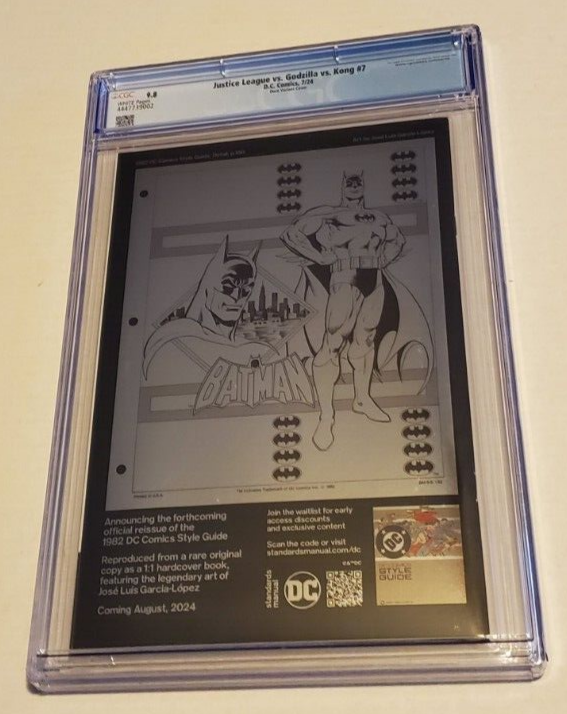 CGC 9.8
WHITE Pages
4447739002
Justice League vs. Godzilla vs. Kong #7
D.C. Comics, 7/24
BATMAN
Announcing the forthcoming
official reissue of the
1982 DC Comics Style Guide
Reproduced from a rare original
copy as a 1:1 hardcover book,
featuring the legendary art of
José Luis García-López
Coming August, 2024
Join the waitlist for early
access discounts
and exclusive content
Scan the code or visit
standardsmanual.com/dc
standards
manual
DC
DC
STYLE
GUIDE